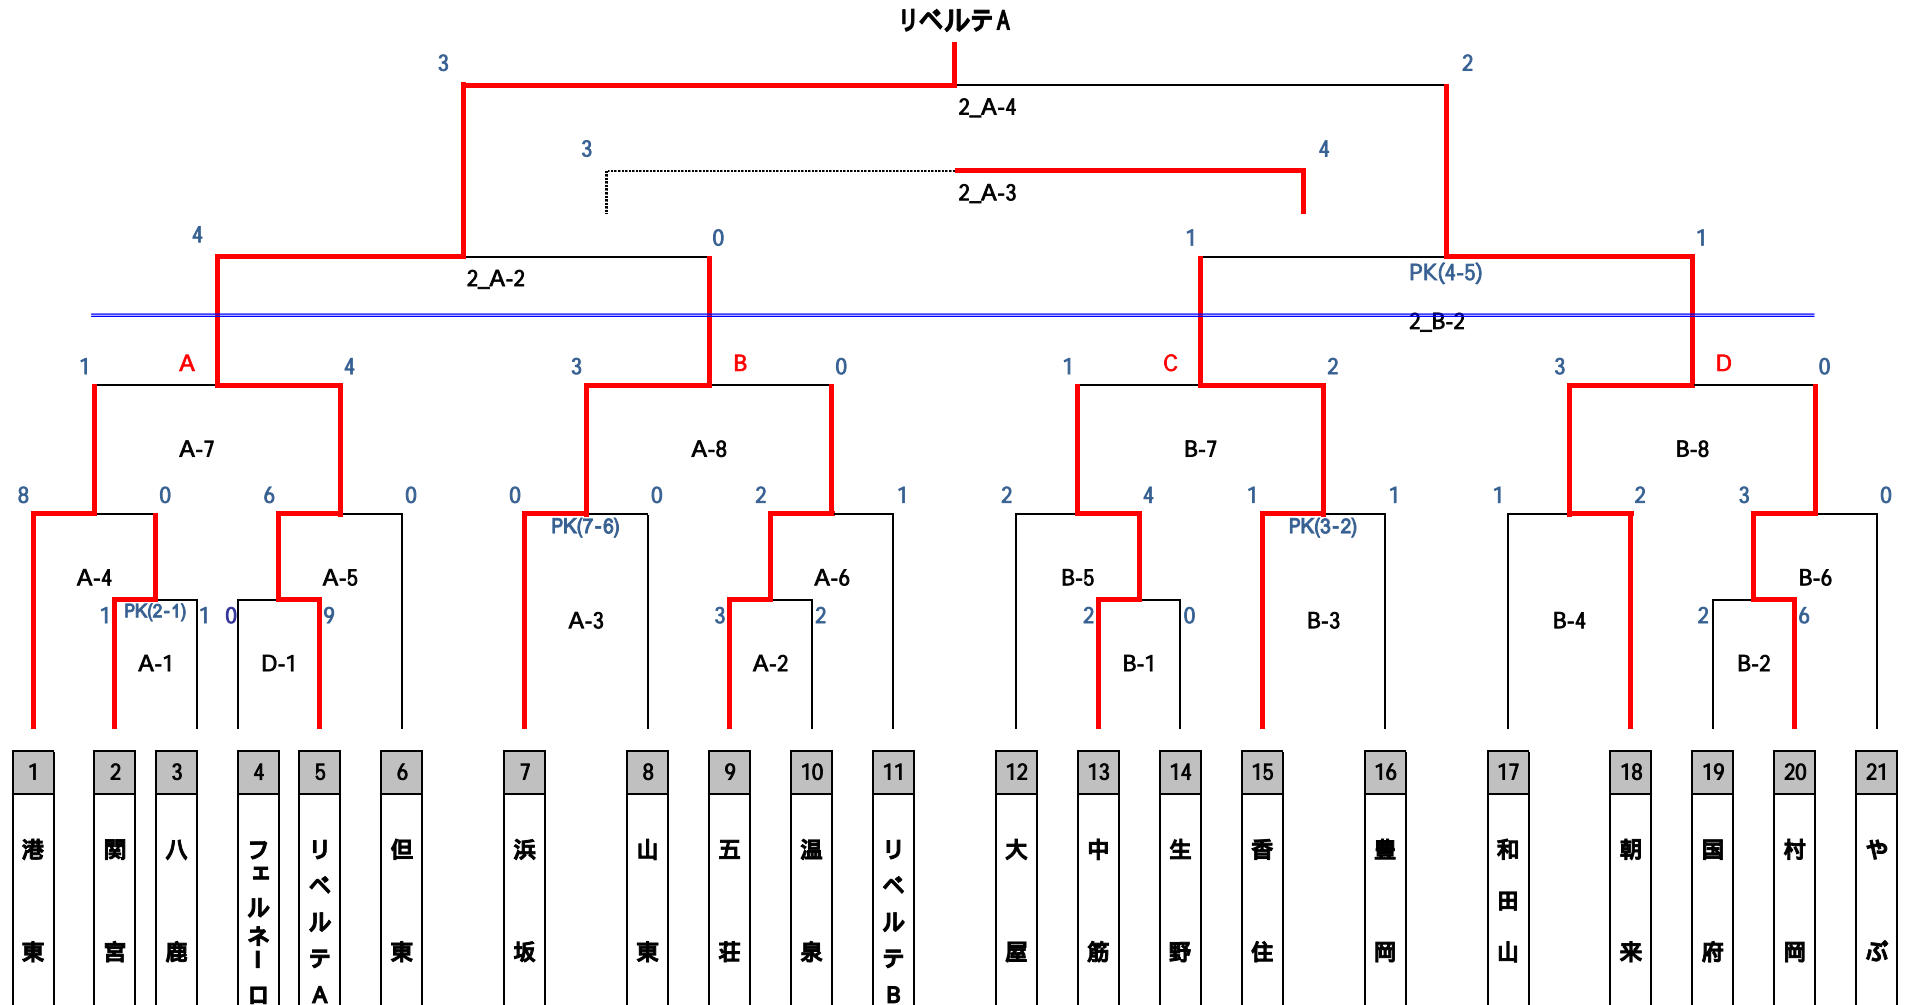 リベルテA
3 2
2_A-4
3 4
2_A-3
4 0 1 1
2_A-2 PK(4-5)
2_B-2
1 A 4 3 B 0 1 C 2 3 D 0
A-7 A-8 B-7 B-8
8 0 6 0 0 0 2 1 2 4 1 1 1 2 3 0
PK(7-6) PK(3-2)
A-4 A-5 A-6 B-5 B-6
1 PK(2-1) 1 0 9 3 2 2 0 2 6
A-3 B-3 B-4
A-1 D-1 A-2 B-1 B-2
1 2 3 4 5 6 7 8 9 10 11 12 13 14 15 16 17 18 19 20 21
港東
関宮
八鹿
フェルネーロ
リベルテA
但東
浜坂
山東
五荘
温泉
リベルテB
大屋
中筋
生野
香住
豊岡
和田山
朝来
国府
村岡
やぶ